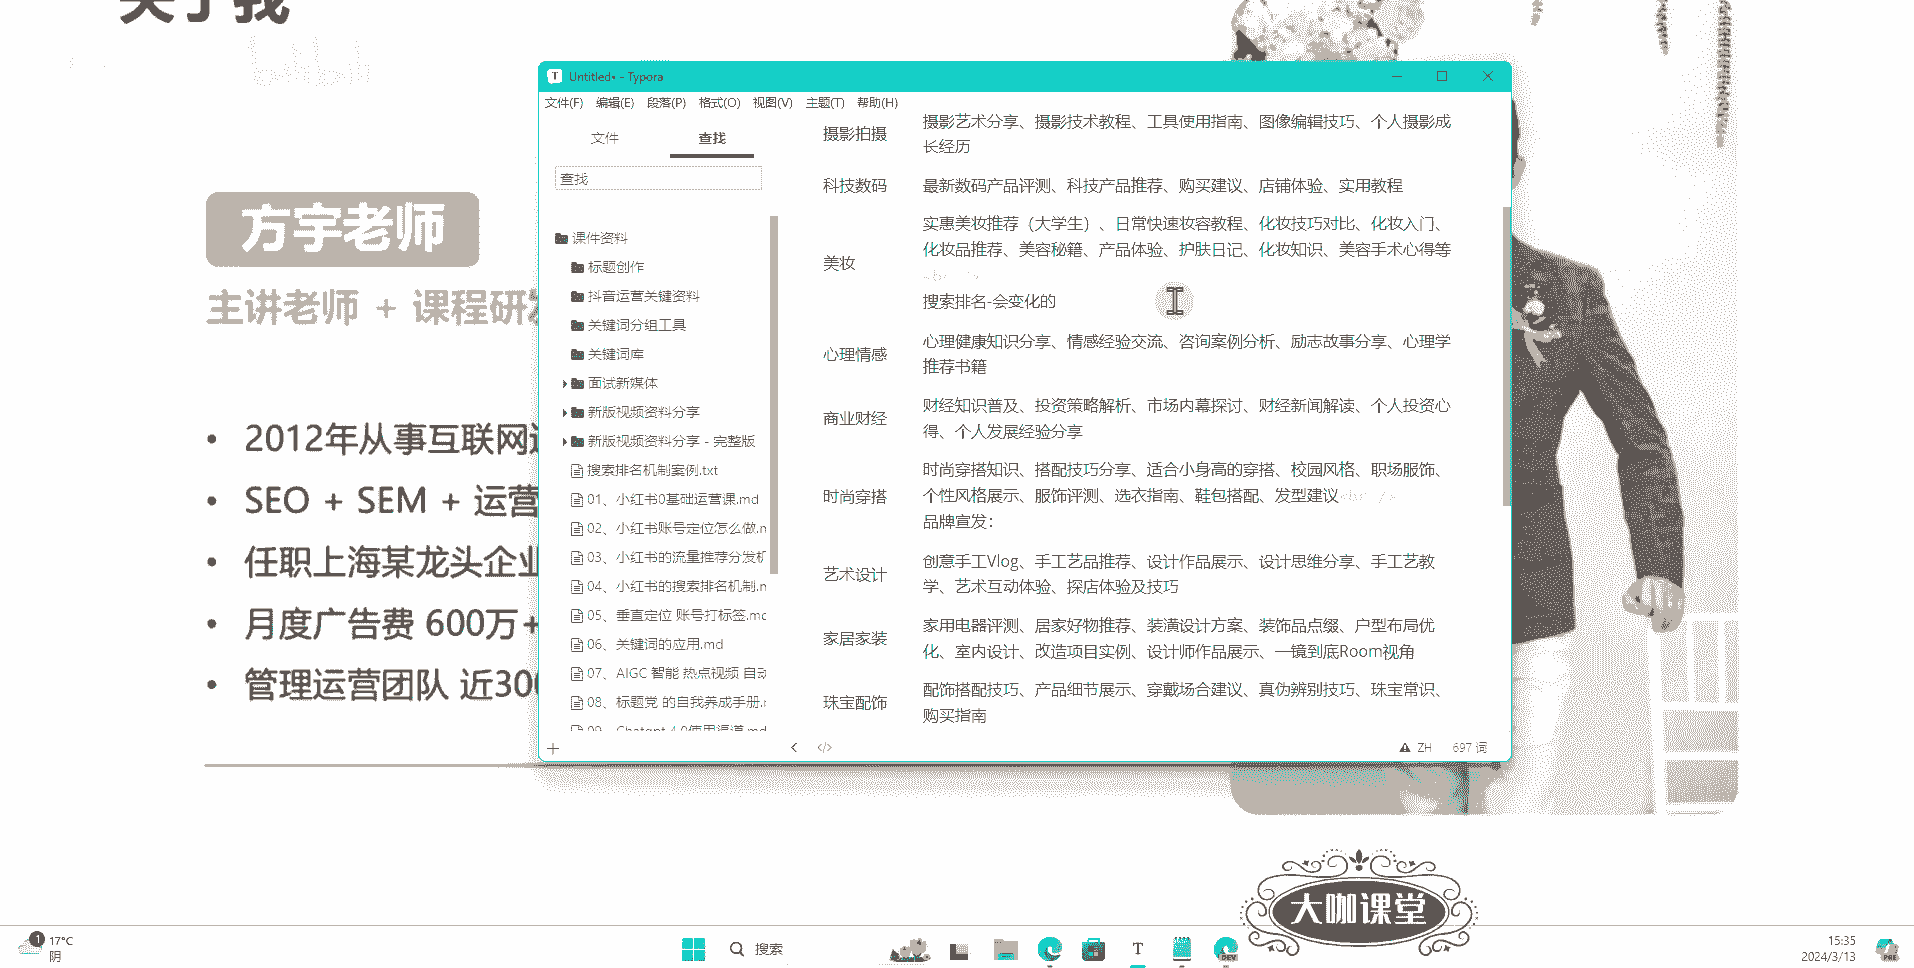 关于我
bilibili
方宇老师
主讲老师 + 课程研发
2012年从事互联网
SEO + SEM + 运营
任职上海某龙头企业
月度广告费 600万+
管理运营团队 近300
Untitled• - Typora
文件(F) 编辑(E) 段落(P) 格式(O) 视图(V) 主题(T) 帮助(H)
文件 查找
查找
课件资料
标题创作
抖音运营关键资料
关键词分组工具
关键词库
面试新媒体
新版视频资料分享
新版视频资料分享 - 完整版
搜索排名机制案例.txt
01、小红书0基础运营课.md
02、小红书账号定位怎么做.m
03、小红书的流量推荐分发机
04、小红书的搜索排名机制.m
05、垂直定位 账号打标签.md
06、关键词的应用.md
07、AIGC 智能 热点视频 自动
08、标题党 的自我养成手册.m
09、Chatgpt 4.0使用渠道.md
摄影拍摄
摄影艺术分享、摄影技术教程、工具使用指南、图像编辑技巧、个人摄影成
长经历
科技数码
最新数码产品评测、科技产品推荐、购买建议、店铺体验、实用教程
美妆
实惠美妆推荐（大学生）、日常快速妆容教程、化妆技巧对比、化妆入门、
化妆品推荐、美容秘籍、产品体验、护肤日记、化妆知识、美容手术心得等
搜索排名-会变化的
心理情感
心理健康知识分享、情感经验交流、咨询案例分析、励志故事分享、心理学
推荐书籍
商业财经
财经知识普及、投资策略解析、市场内幕探讨、财经新闻解读、个人投资心
得、个人发展经验分享
时尚穿搭
时尚穿搭知识、搭配技巧分享、适合小身高的穿搭、校园风格、职场服饰、
个性风格展示、服饰评测、选衣指南、鞋包搭配、发型建议
品牌宣发：
艺术设计
创意手工Vlog、手工艺品推荐、设计作品展示、设计思维分享、手工艺教
学、艺术互动体验、探店体验及技巧
家居家装
家用电器评测、居家好物推荐、装潢设计方案、装饰品点缀、户型布局优
化、室内设计、改造项目实例、设计师作品展示、一镜到底Room视角
珠宝配饰
配饰搭配技巧、产品细节展示、穿戴场合建议、真伪辨别技巧、珠宝常识、
购买指南
ZH 697 词
大咖课堂
1 17°C
阴
搜索
T
DEV
15:35
2024/3/13
PRE